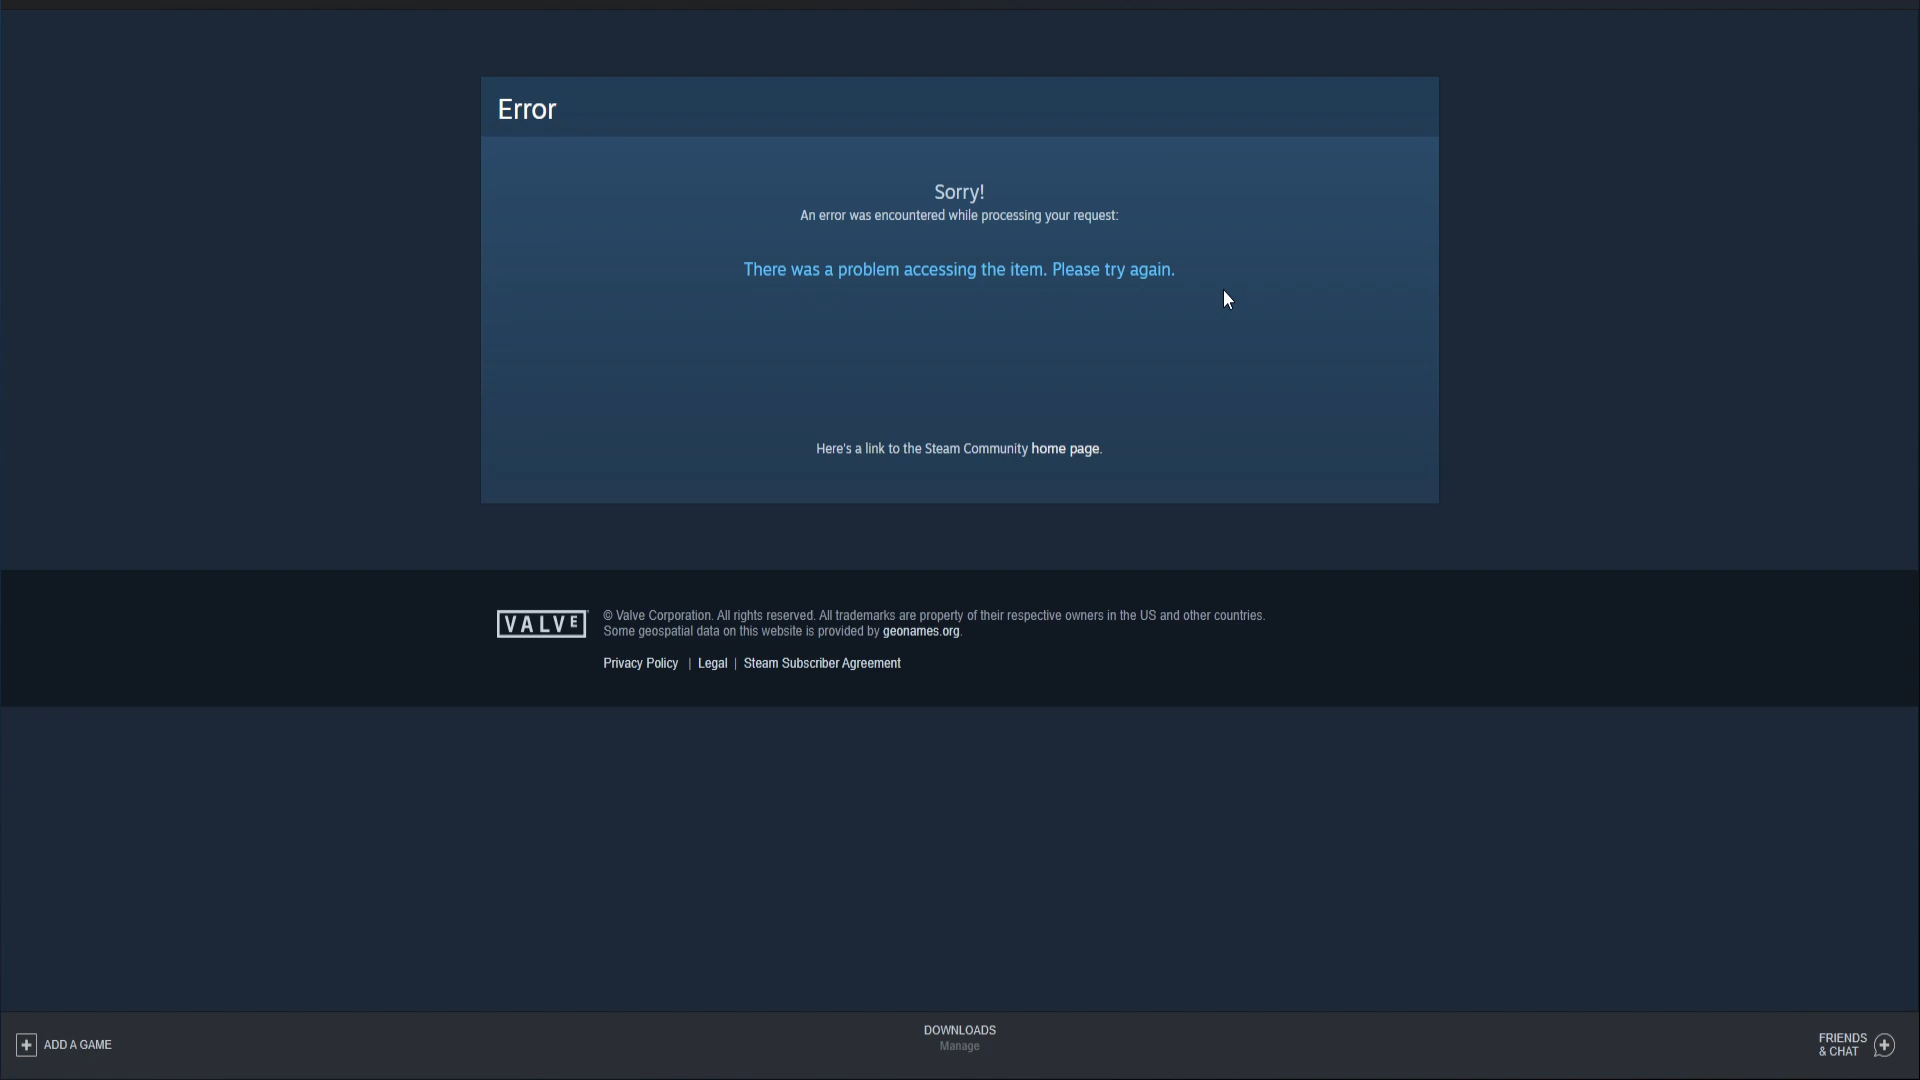 Error
Sorry!
An error was encountered while processing your request:
There was a problem accessing the item. Please try again.
Here's a link to the Steam Community home page.
VALVE
© Valve Corporation. All rights reserved. All trademarks are property of their respective owners in the US and other countries.
Some geospatial data on this website is provided by geonames.org.
Privacy Policy | Legal | Steam Subscriber Agreement
ADD A GAME
DOWNLOADS
Manage
FRIENDS
& CHAT